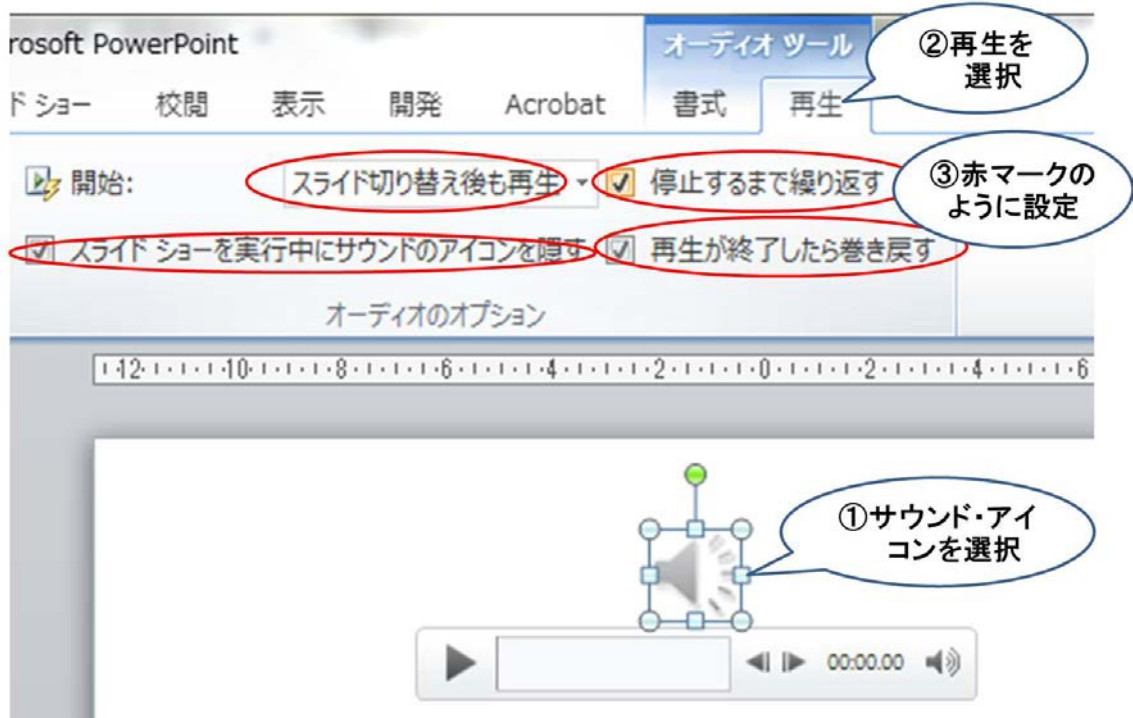 rosoft PowerPoint
オーディオ ツール
②再生を
選択
ド ショー 校閲 表示 開発 Acrobat 書式 再生
開始: スライド切り替え後も再生 停止するまで繰り返す
③赤マークの
ように設定
スライド ショーを実行中にサウンドのアイコンを隠す 再生が終了したら巻き戻す
オーディオのオプション
12 10 8 6 4 2 0 2 4 6
①サウンド・アイ
コンを選択
00:00.00